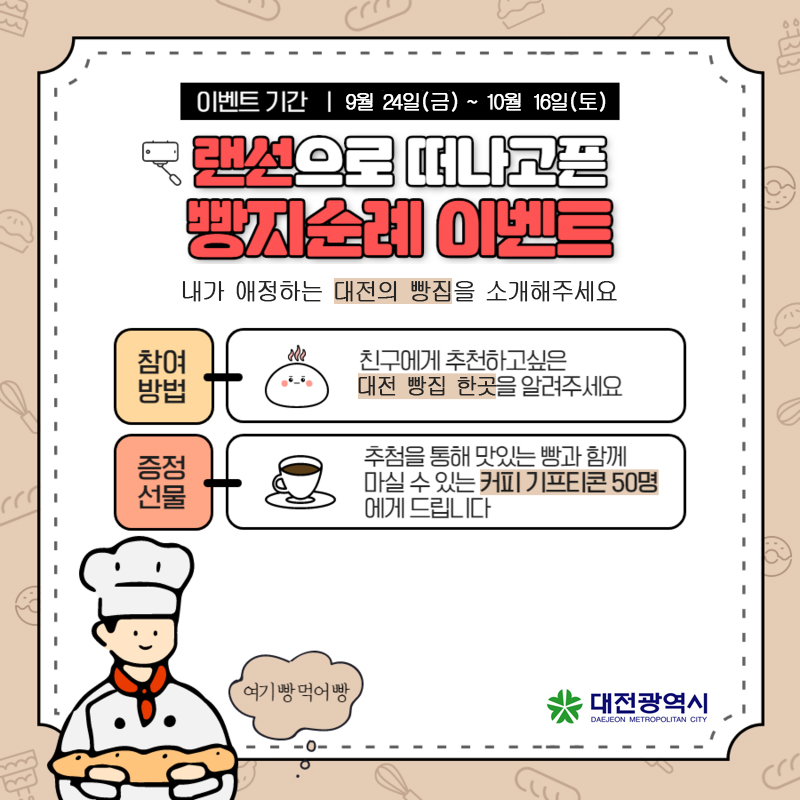 이벤트 기간 | 9월 24일(금) ~ 10월 16일(토)
랜선으로 떠나고픈
빵지순례 이벤트
내가 애정하는 대전의 빵집을 소개해주세요
참여
방법
친구에게 추천하고싶은
대전 빵집 한곳을 알려주세요
증정
선물
추첨을 통해 맛있는 빵과 함께
마실 수 있는 커피 기프티콘 50명
에게 드립니다
여기 빵 먹어 빵
대전광역시
DAEJEON METROPOLITAN CITY